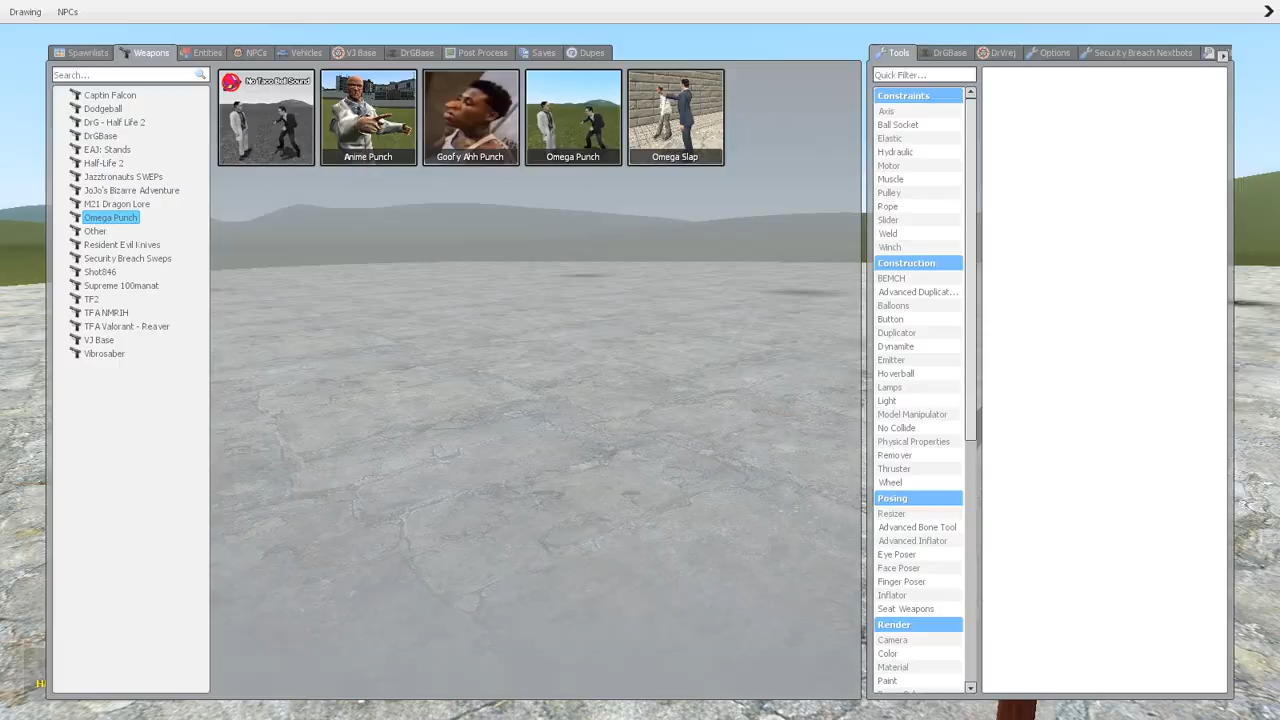 Drawing NPCs
Spawnlists Weapons Entities NPCs Vehicles VJ Base DrGBase Post Process Saves Dupes
Search...
Captin Falcon
Dodgeball
DrG - Half Life 2
DrGBase
EAJ: Stands
Half-Life 2
Jazztronauts SWEPs
JoJo's Bizarre Adventure
M21 Dragon Lore
Omega Punch
Other
Resident Evil Knives
Security Breach Sweps
Shot846
Supreme 100manat
TF2
TFA NMRIH
TFA Valorant - Reaver
VJ Base
Vibrosaber
No Taco Bell Sound
Anime Punch
Goofy Ahh Punch
Omega Punch
Omega Slap
Tools DrGBase DrVrej Options Security Breach Nextbots
Quick Filter...
Constraints
Axis
Ball Socket
Elastic
Hydraulic
Motor
Muscle
Pulley
Rope
Slider
Weld
Winch
Construction
BEMCH
Advanced Duplicat...
Balloons
Button
Duplicator
Dynamite
Emitter
Hoverball
Lamps
Light
Model Manipulator
No Collide
Physical Properties
Remover
Thruster
Wheel
Posing
Resizer
Advanced Bone Tool
Advanced Inflator
Eye Poser
Face Poser
Finger Poser
Inflator
Seat Weapons
Render
Camera
Color
Material
Paint